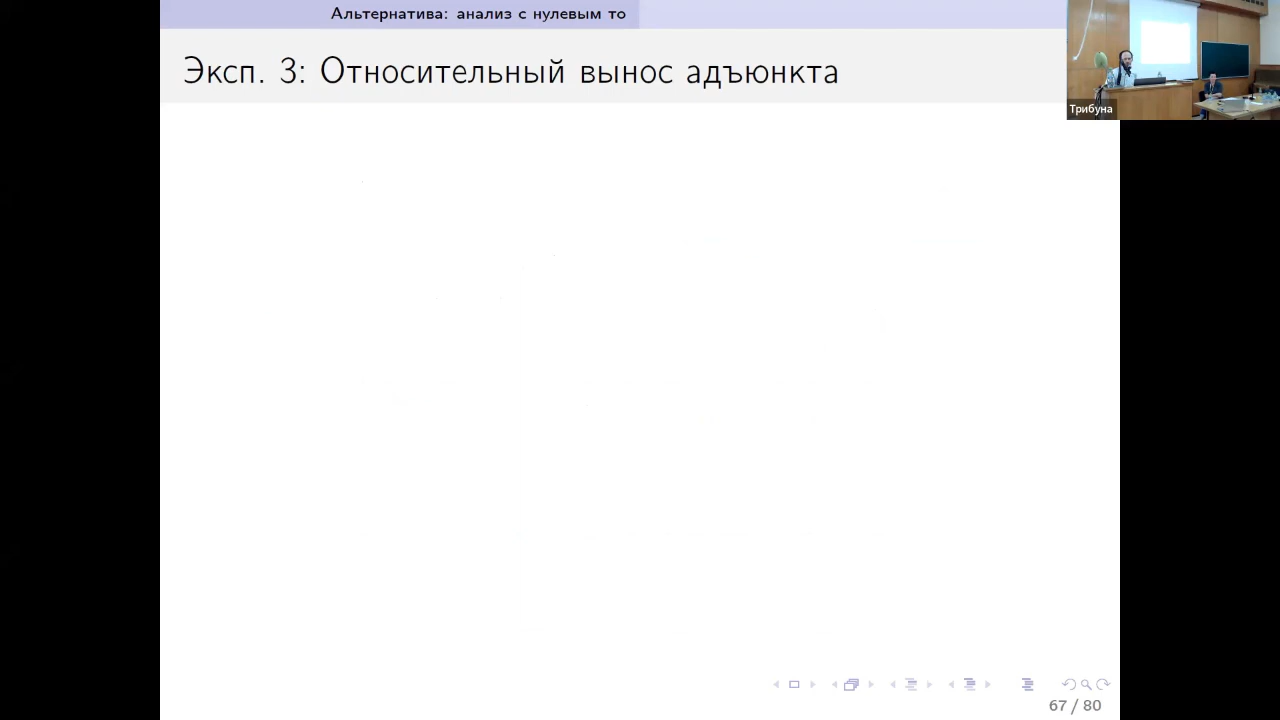 Альтернатива: анализ с нулевым то
Эксп. 3: Относительный вынос адъюнкта
Трибуна
67 / 80